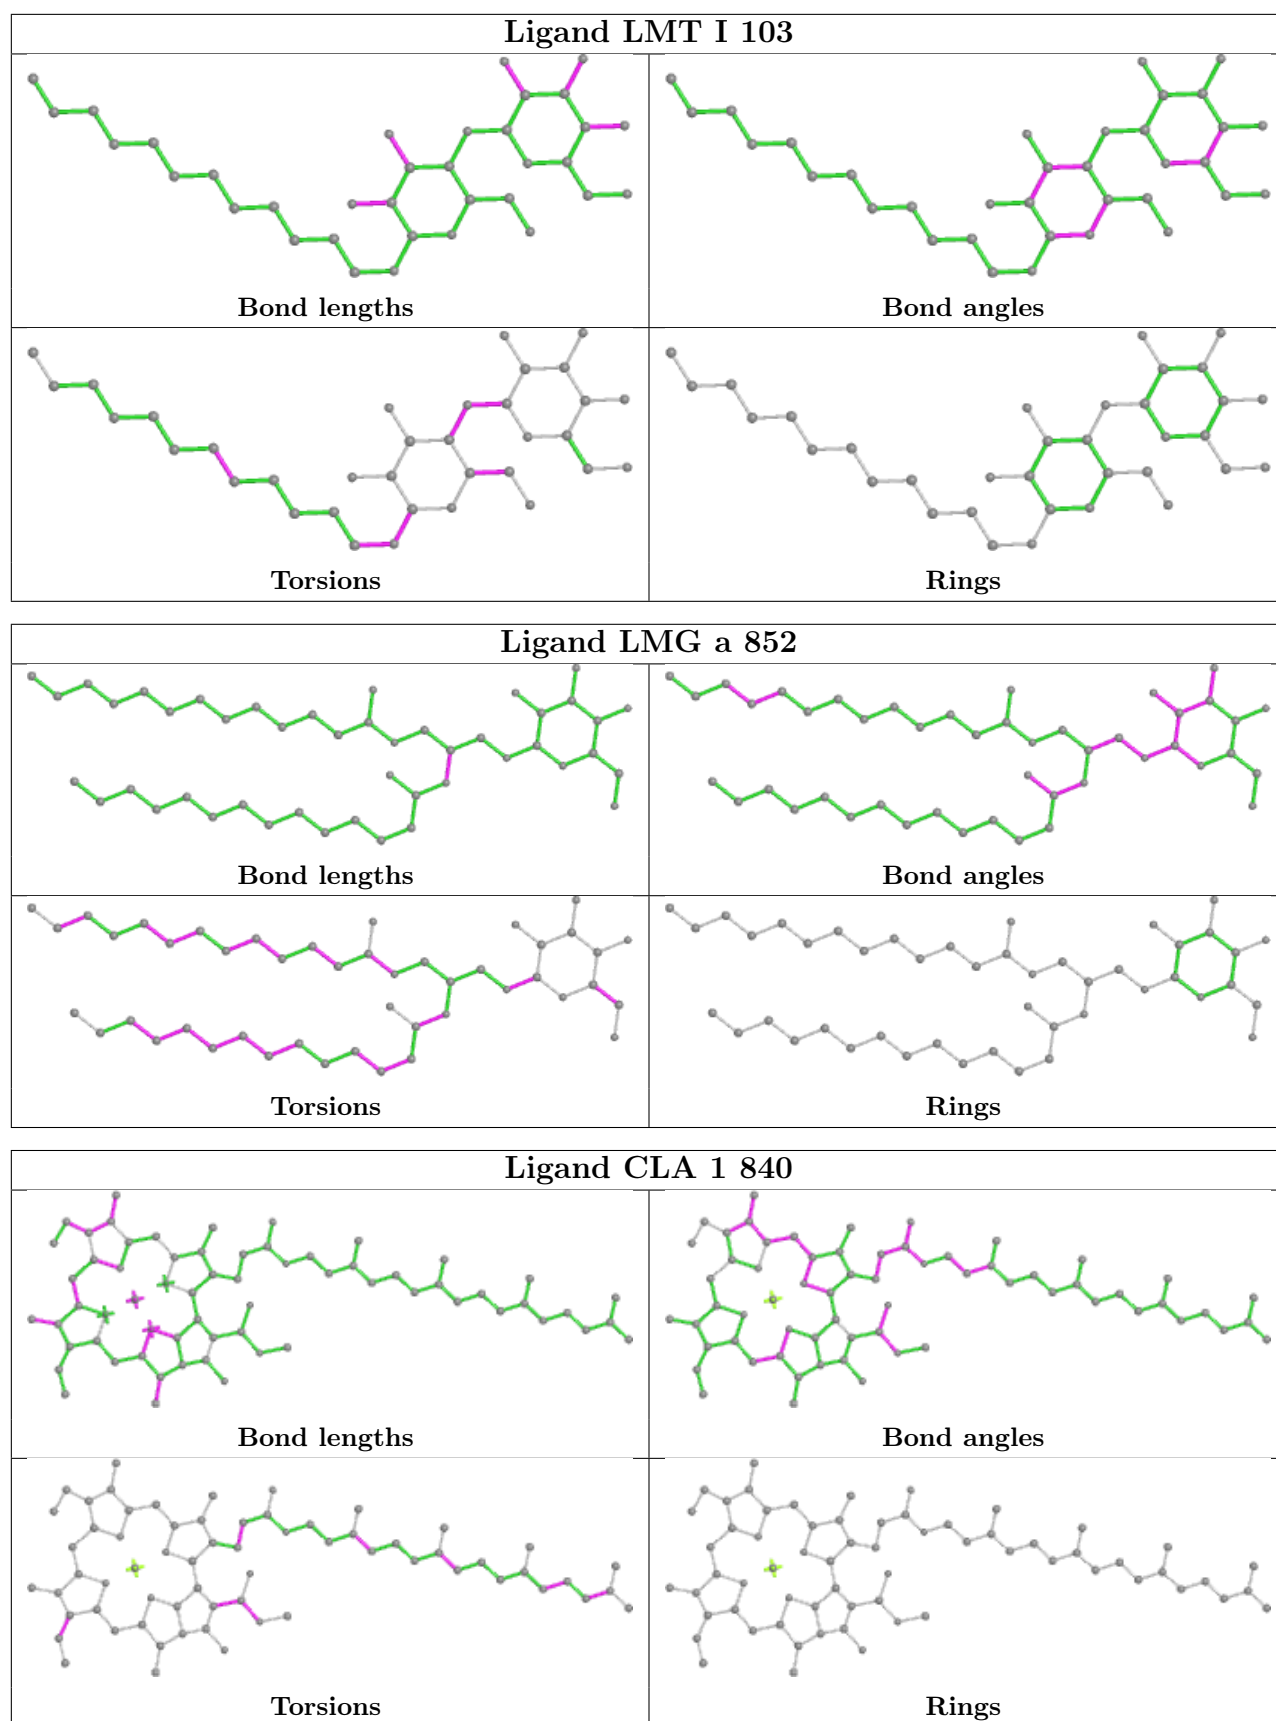 Ligand LMT I 103
Bond lengths
Bond angles
Torsions
Rings
Ligand LMG a 852
Bond lengths
Bond angles
Torsions
Rings
Ligand CLA 1 840
Bond lengths
Bond angles
Torsions
Rings